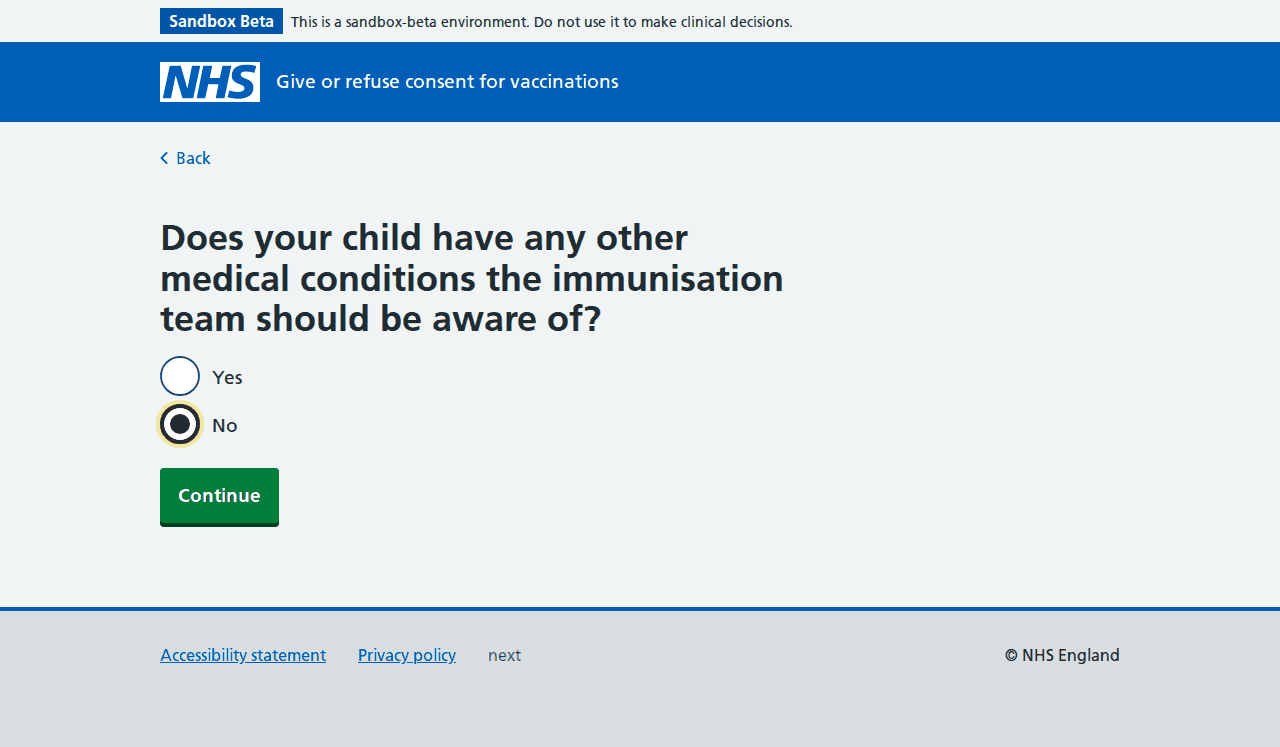 Sandbox Beta This is a sandbox-beta environment. Do not use it to make clinical decisions.
NHS Give or refuse consent for vaccinations
Back
Does your child have any other
medical conditions the immunisation
team should be aware of?
Yes
No
Continue
Accessibility statement Privacy policy next © NHS England